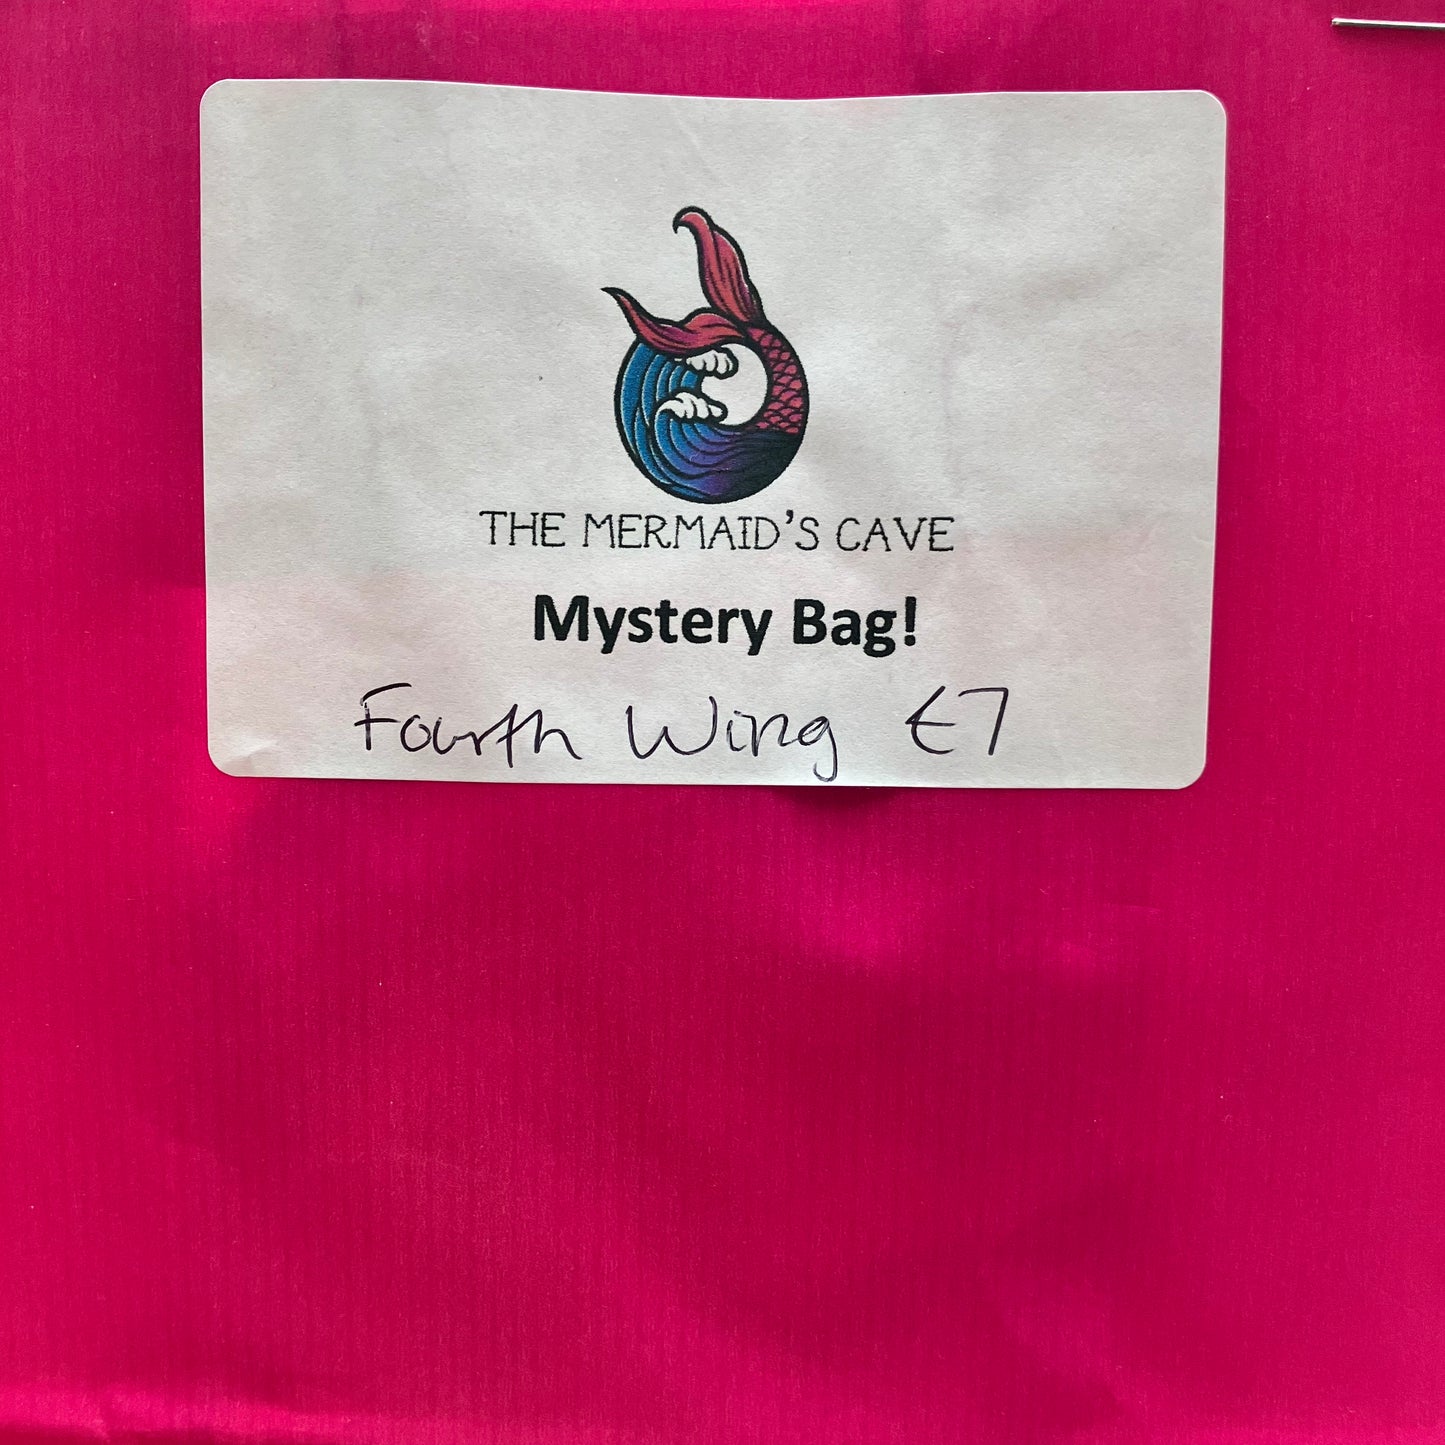 THE MERMAID'S CAVE
Mystery Bag!
Fourth Wing €7